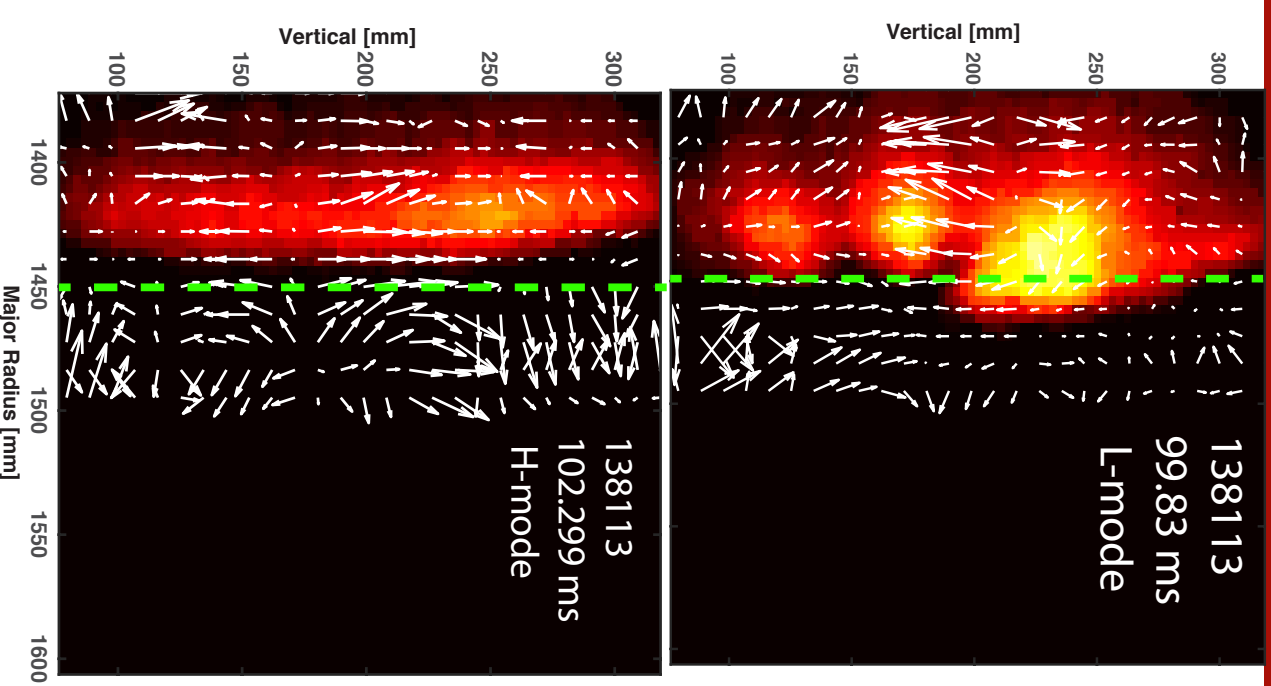 Vertical [mm]
100
150
200
250
300
1400
1450
1500
1550
1600
Major Radius [mm]
138113
102.299 ms
H-mode
Vertical [mm]
100
150
200
250
300
138113
99.83 ms
L-mode